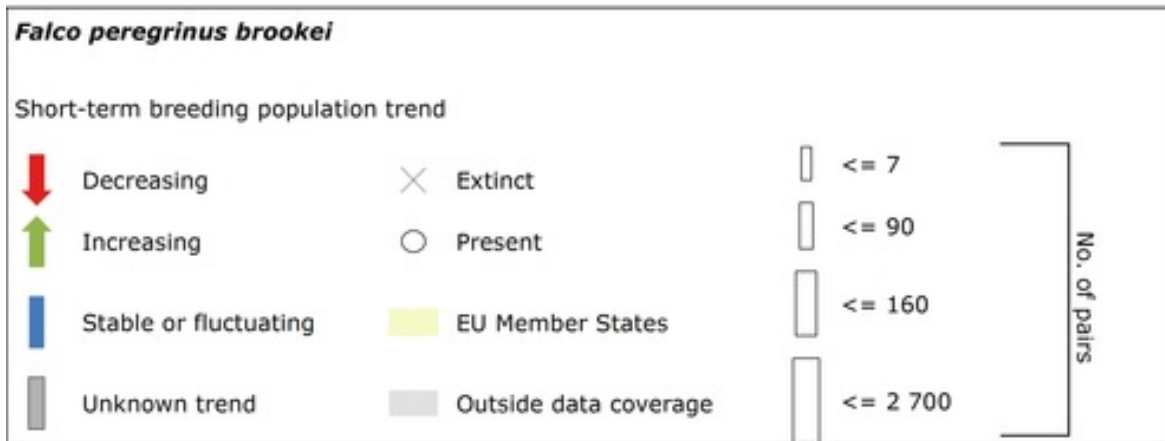 Falco peregrinus brookei
Short-term breeding population trend
Decreasing
Increasing
Stable or fluctuating
Unknown trend
Extinct
Present
EU Member States
Outside data coverage
<= 7
<= 90
<= 160
<= 2 700
No. of pairs